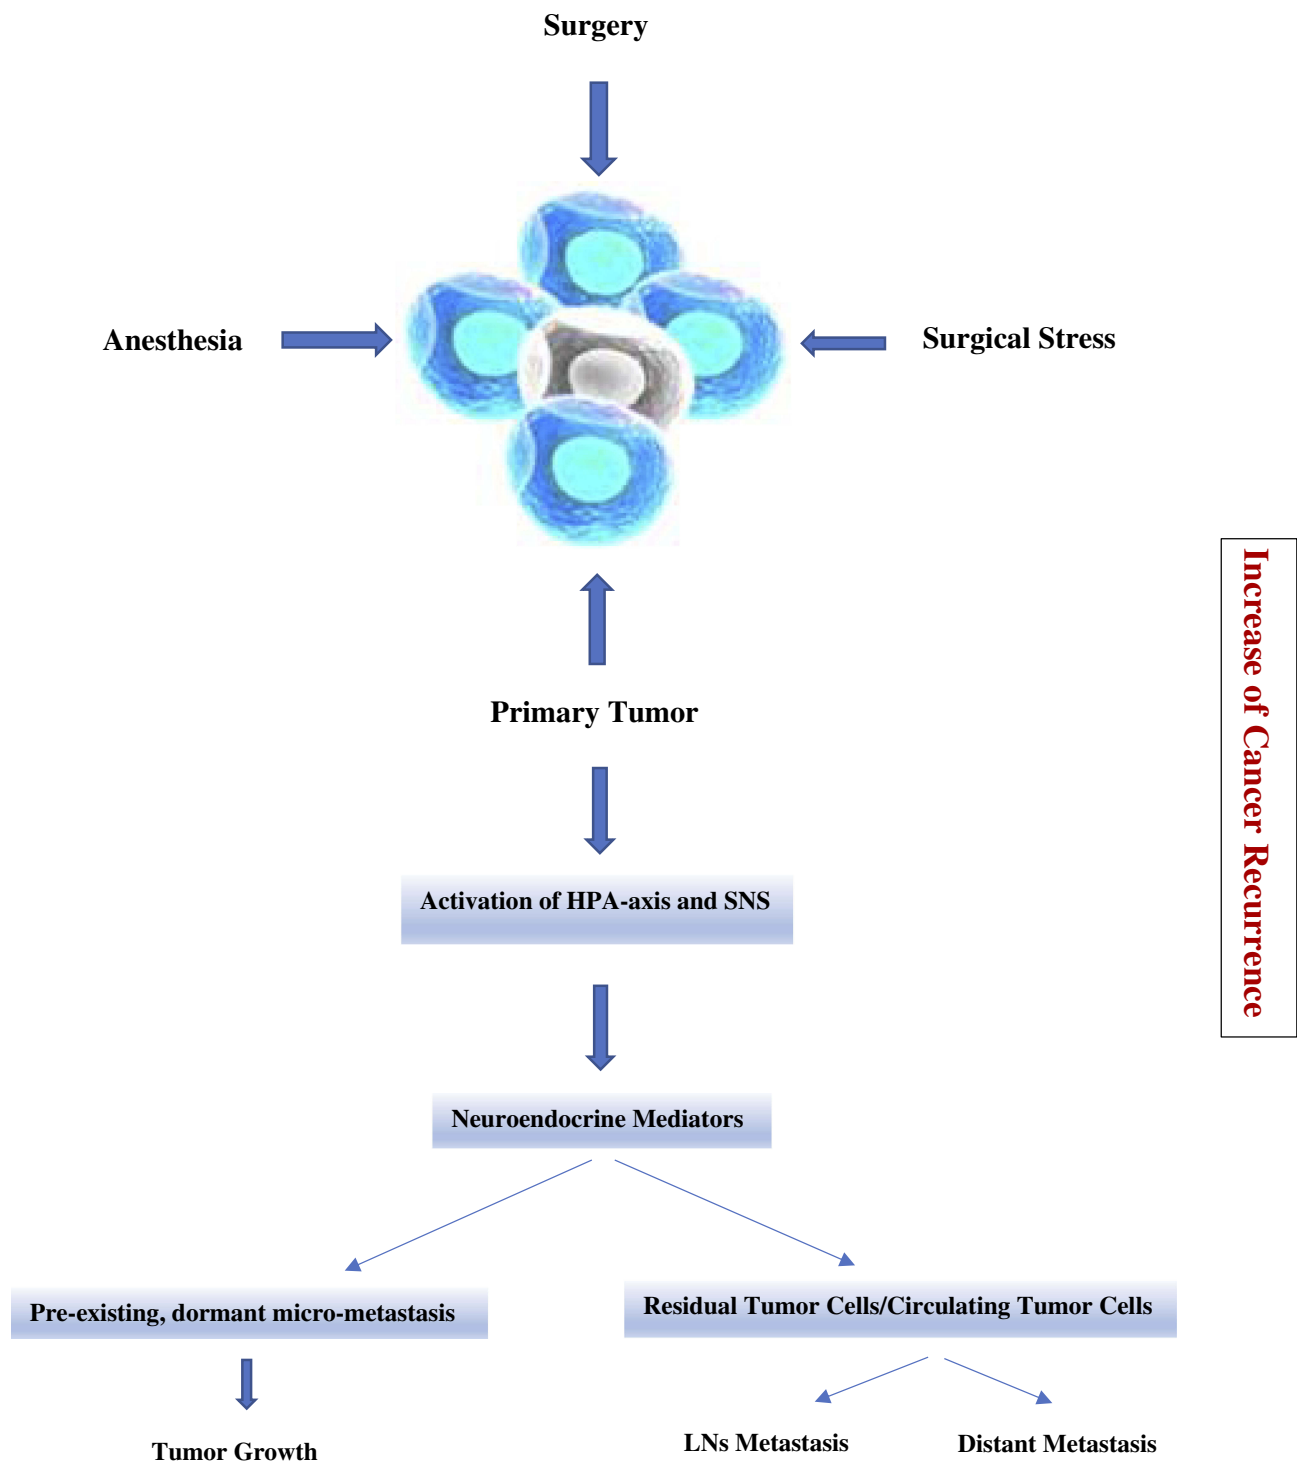 Surgery
Anesthesia
Surgical Stress
Primary Tumor
Activation of HPA-axis and SNS
Neuroendocrine Mediators
Pre-existing, dormant micro-metastasis
Residual Tumor Cells/Circulating Tumor Cells
Tumor Growth
LNs Metastasis
Distant Metastasis
Increase of Cancer Recurrence